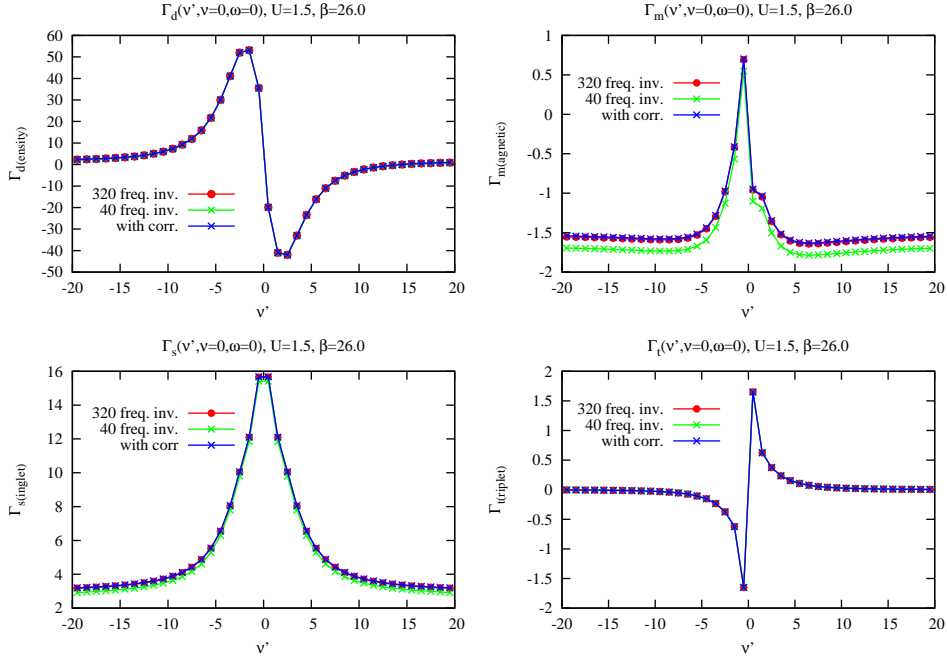 Γd(ν’,ν=0,ω=0), U=1.5, β=26.0
Γd(ensity)
60
50
40
30
20
10
0
-10
-20
-30
-40
-50
320 freq. inv.
40 freq. inv.
with corr.
-20 -15 -10 -5 0 5 10 15 20
ν’
Γm(ν’,ν=0,ω=0), U=1.5, β=26.0
Γm(agnetic)
1
0.5
0
-0.5
-1
-1.5
-2
320 freq. inv.
40 freq. inv.
with corr.
-20 -15 -10 -5 0 5 10 15 20
ν’
Γs(ν’,ν=0,ω=0), U=1.5, β=26.0
Γs(inglet)
16
14
12
10
8
6
4
2
320 freq. inv.
40 freq. inv.
with corr
-20 -15 -10 -5 0 5 10 15 20
ν’
Γt(ν’,ν=0,ω=0), U=1.5, β=26.0
Γt(riplet)
2
1.5
1
0.5
0
-0.5
-1
-1.5
-2
320 freq. inv.
40 freq. inv.
with corr.
-20 -15 -10 -5 0 5 10 15 20
ν’